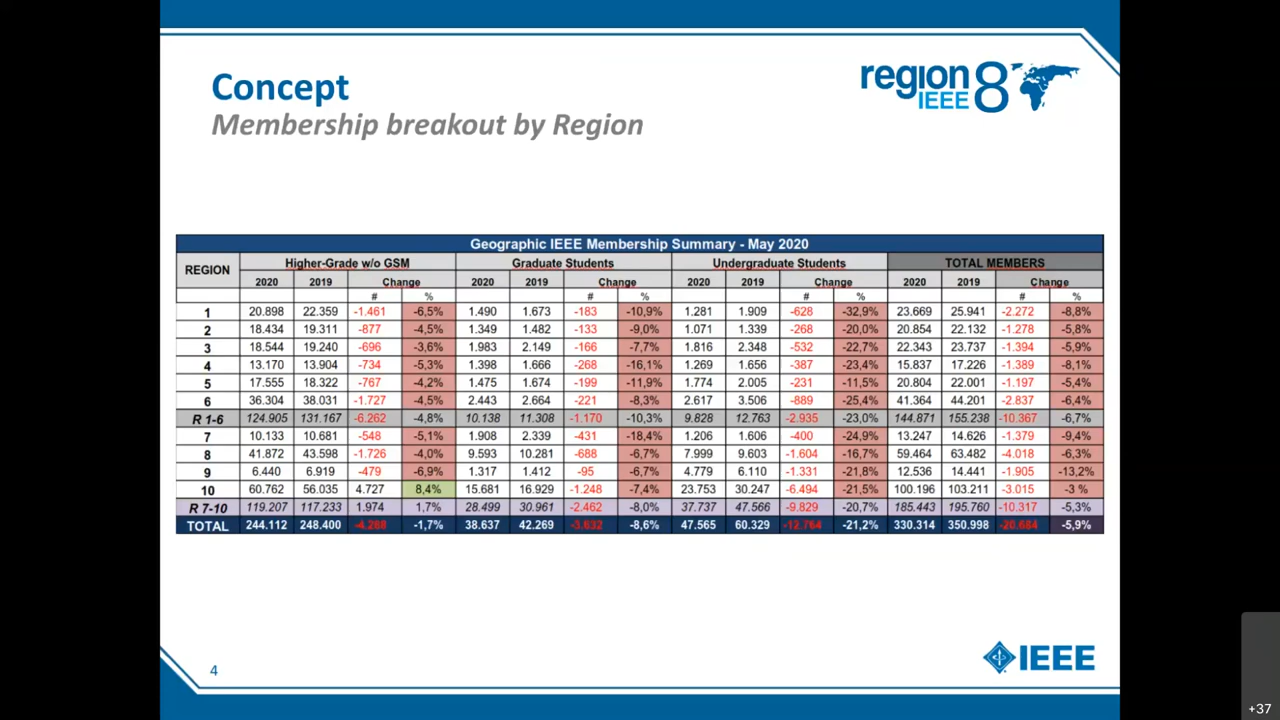 Concept
Membership breakout by Region
region 8
IEEE
Geographic IEEE Membership Summary - May 2020
REGION Higher-Grade w/o GSM Graduate Students Undergraduate Students TOTAL MEMBERS
2020 2019 Change 2020 2019 Change 2020 2019 Change 2020 2019 Change
# % # % # % # %
1 20.898 22.359 -1.461 -6,5% 1.490 1.673 -183 -10,9% 1.281 1.909 -628 -32,9% 23.669 25.941 -2.272 -8,8%
2 18.434 19.311 -877 -4,5% 1.349 1.482 -133 -9,0% 1.071 1.339 -268 -20,0% 20.854 22.132 -1.278 -5,8%
3 18.544 19.240 -696 -3,6% 1.983 2.149 -166 -7,7% 1.816 2.348 -532 -22,7% 22.343 23.737 -1.394 -5,9%
4 13.170 13.904 -734 -5,3% 1.398 1.666 -268 -16,1% 1.269 1.656 -387 -23,4% 15.837 17.226 -1.389 -8,1%
5 17.555 18.322 -767 -4,2% 1.475 1.674 -199 -11,9% 1.774 2.005 -231 -11,5% 20.804 22.001 -1.197 -5,4%
6 36.304 38.031 -1.727 -4,5% 2.443 2.664 -221 -8,3% 2.617 3.506 -889 -25,4% 41.364 44.201 -2.837 -6,4%
R 1-6 124.905 131.167 -6.262 -4,8% 10.138 11.308 -1.170 -10,3% 9.828 12.763 -2.935 -23,0% 144.871 155.238 -10.367 -6,7%
7 10.133 10.681 -548 -5,1% 1.908 2.339 -431 -18,4% 1.206 1.606 -400 -24,9% 13.247 14.626 -1.379 -9,4%
8 41.872 43.598 -1.726 -4,0% 9.593 10.281 -688 -6,7% 7.999 9.603 -1.604 -16,7% 59.464 63.482 -4.018 -6,3%
9 6.440 6.919 -479 -6,9% 1.317 1.412 -95 -6,7% 4.779 6.110 -1.331 -21,8% 12.536 14.441 -1.905 -13,2%
10 60.762 56.035 4.727 8,4% 15.681 16.929 -1.248 -7,4% 23.753 30.247 -6.494 -21,5% 100.196 103.211 -3.015 -3 %
R 7-10 119.207 117.233 1.974 1,7% 28.499 30.961 -2.462 -8,0% 37.737 47.566 -9.829 -20,7% 185.443 195.760 -10.317 -5,3%
TOTAL 244.112 248.400 -4.288 -1,7% 38.637 42.269 -3.632 -8,6% 47.565 60.329 -12.764 -21,2% 330.314 350.998 -20.684 -5,9%
4
IEEE
+37